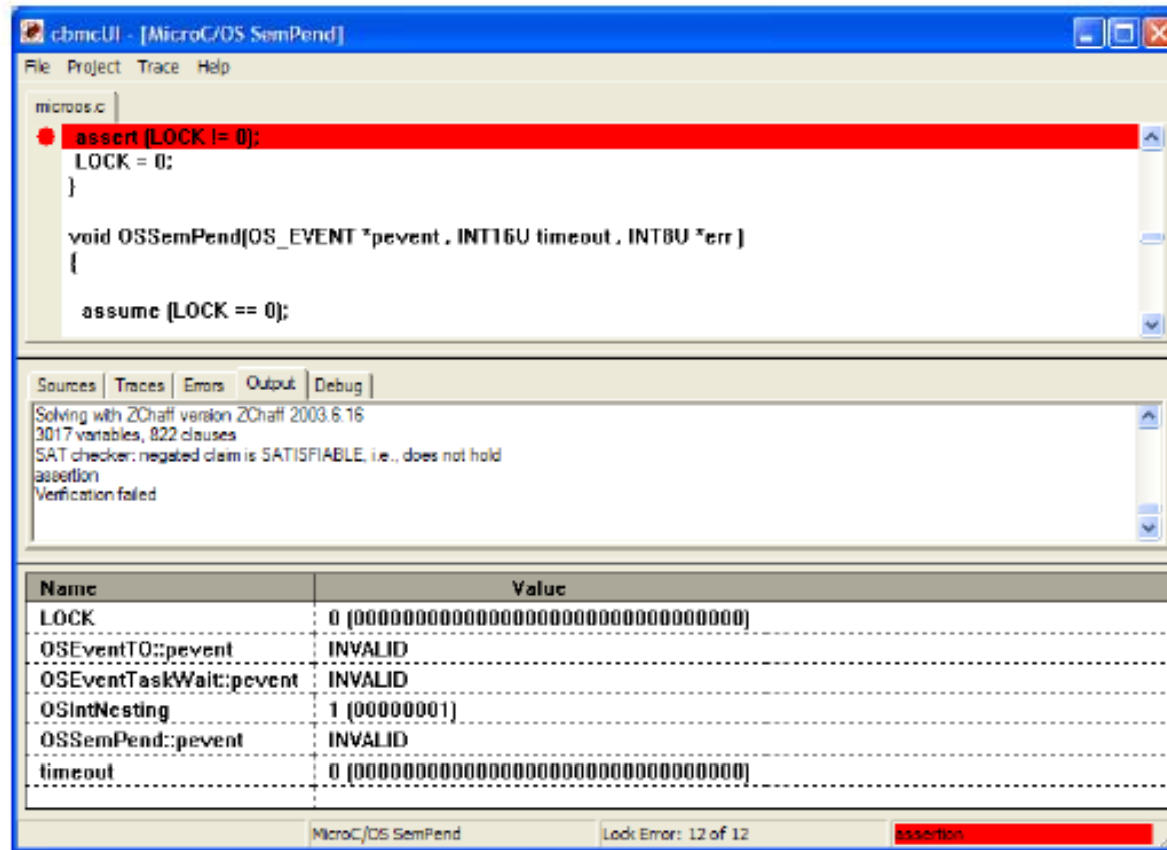 cbmcUI - [MicroC/OS SemPend]
File Project Trace Help
microos.c
assert (LOCK != 0);
LOCK = 0;
}
void OSSemPend(OS_EVENT *pevent , INT16U timeout , INT8U *err )
{
assume (LOCK == 0);
Sources Traces Errors Output Debug
Solving with ZChaff version ZChaff 2003.6.16
3017 variables, 822 clauses
SAT checker: negated claim is SATISFIABLE, i.e., does not hold
assertion
Verfication failed
Name Value
LOCK 0 (00000000000000000000000000000000)
OSEventTO::pevent INVALID
OSEventTaskWait::pevent INVALID
OSIntNesting 1 (00000001)
OSSemPend::pevent INVALID
timeout 0 (00000000000000000000000000000000)
MicroC/OS SemPend Lock Error: 12 of 12 assertion